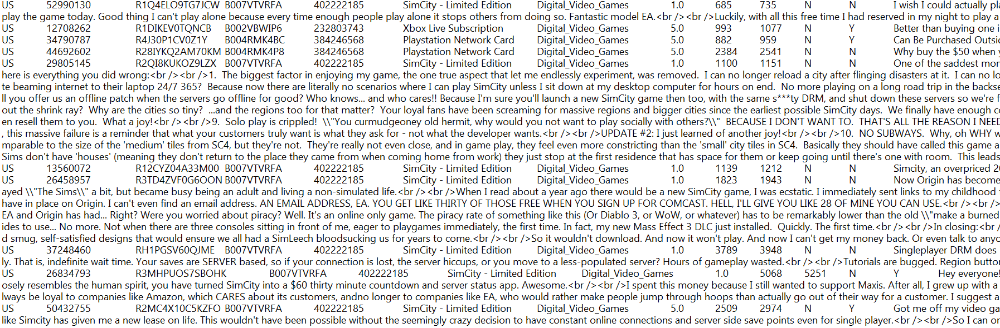 US 52990130 R1Q4ELO9TG7JCW B007VTVRFA 402222185 SimCity - Limited Edition Digital_Video_Games 1.0 685 735 N N I wish I could actually pl
play the game today. Good thing I can't play alone because every time enough people play alone it stops others from doing so. Fantastic model EA.<br /><br />Luckily, with all this free time I had reserved in my night to play a
US 12708262 R1DIKEV0TQNCB B002VBWIP6 232803743 Xbox Live Subscription Digital_Video_Games 5.0 993 1077 N Y Better than buying one i
US 34790787 R4J30P1CV0Z1Y B004RMK4BC 384246568 Playstation Network Card Digital_Video_Games 5.0 882 959 N Y Can Be Purchased Outsi
US 44692602 R28IYKQ2AM70KM B004RMK4P8 384246568 Playstation Network Card Digital_Video_Games 5.0 2384 2541 N N Why buy the $50 when
US 29805145 R2QI8KUKOZ9LZX B007VTVRFA 402222185 SimCity - Limited Edition Digital_Video_Games 1.0 1100 1151 N N One of the saddest mor
here is everything you did wrong:<br /><br />1.  The biggest factor in enjoying my game, the one true aspect that let me endlessly experiment, was removed.  I can no longer reload a city after flinging disasters at it.  I can no lo
te beaming internet to their laptop 24/7 365?  Because now there are literally no scenarios where I can play SimCity unless I sit down at my desktop computer for hours on end.  No more playing on a long road trip in the backse
ll you offer us an offline patch when the servers go offline for good? Who knows... and who cares!! Because I'm sure you'll launch a new SimCity game then too, with the same s***ty DRM, and shut down these servers so we're f
out the shrink ray?  Why are the cities so tiny?  ...and the regions too for that matter?  Your loyal fans have been screaming for massive regions and bigger cities since the earliest possible SimCity days.  We finally have enough c
en resell them to you.  What a joy!<br /><br />9.  Solo play is crippled!  \\"You curmudgeoney old hermit, why would you not want to play socially with others?\\"  BECAUSE I DON'T WANT TO.  THAT'S ALL THE REASON I NEED
, this massive failure is a reminder that what your customers truly want is what they ask for - not what the developer wants.<br /><br />UPDATE #2: I just learned of another joy!<br /><br />10.  NO SUBWAYS.  Why, oh WHY w
mparable to the size of the 'medium' tiles from SC4, but they're not.  They're really not even close, and in game play, they feel even more constricting than the 'small' city tiles in SC4.  Basically they should have called this game a
Sims don't have 'houses' (meaning they don't return to the place they came from when coming home from work) they just stop at the first residence that has space for them or keep going until there's one with room.  This leads
US 13560072 R12CYZ04A33M00 B007VTVRFA 402222185 SimCity - Limited Edition Digital_Video_Games 1.0 1139 1212 N N Simcity, an overpriced 2
US 26458957 R3TD4ZVF0G6OON B007VTVRFA 402222185 SimCity - Limited Edition Digital_Video_Games 1.0 1823 1943 N N Now Origin has become
ayed \\"The Sims\\" a bit, but became busy being an adult and living a non-simulated life.<br /><br />When I read about a year ago there would be a new SimCity game, I was ecstatic. I immediately sent links to my childhood
have in place on Origin. I can't even find an email address. AN EMAIL ADDRESS, EA. YOU GET LIKE THIRTY OF THOSE FREE WHEN YOU SIGN UP FOR COMCAST. HELL, I'LL GIVE YOU LIKE 28 OF MINE YOU CAN USE.<br /><br /
EA and Origin has had... Right? Were you worried about piracy? Well. It's an online only game. The piracy rate of something like this (Or Diablo 3, or WoW, or whatever) has to be remarkably lower than the old \\"make a burned
ides to use... No more. Not when there are three consoles sitting in front of me, eager to playgames immediately, the first time. In fact, my new Mass Effect 3 DLC just installed.  Quickly. The first time.<br /><br />In closing:<br /
d smug, self-satisfied designs that would ensure we all had a SimLeech bloodsucking us for years to come.<br /><br />So it wouldn't download. And now it won't play. And now I can't get my money back. Or even talk to anyo
US 37248460 RH1PGSV60QJME B007VTVRFA 402222185 SimCity - Limited Edition Digital_Video_Games 1.0 3789 3948 N N Singleplayer DRM does
ly. That is, indefinite wait time. Your saves are SERVER based, so if your connection is lost, the server hiccups, or you move to a less-populated server? Hours of gameplay wasted.<br /><br />Tutorials are bugged. Region button
US 26834793 R3MHPUOS7SBOHK B007VTVRFA 402222185 SimCity - Limited Edition Digital_Video_Games 1.0 5068 5251 N Y Hey everyone!
osely resembles the human spirit, you have turned SimCity into a $60 thirty minute countdown and server status app. Awesome.<br /><br />I spent this money because I still wanted to support Maxis. After all, I grew up with a
lways be loyal to companies like Amazon, which CARES about its customers, andno longer to companies like EA, who would rather make people jump through hoops than actually go out of their way for a customer. I suggest a
US 50432755 R2MC4X10C5KZFO B007VTVRFA 402222185 SimCity - Limited Edition Digital_Video_Games 5.0 2509 2974 N Y Got me off my video ga
like Simcity has given me a new lease on life. This wouldn't have been possible without the seemingly crazy decision to have constant online connections and server side save points even for single player.<br /><br />So I can or